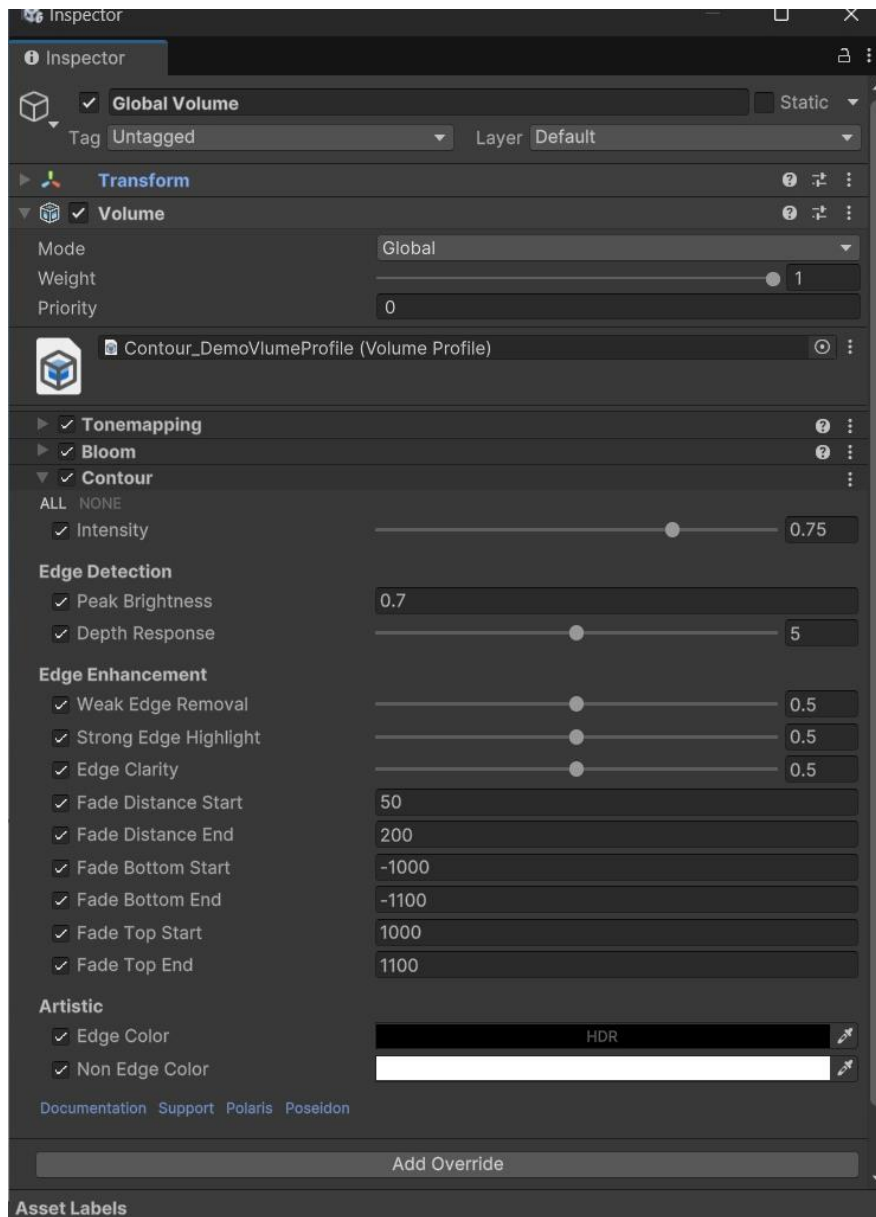 Inspector
Inspector
Global Volume Static
Tag Untagged Layer Default
Transform
Volume
Mode Global
Weight 1
Priority 0
Contour_DemoVlumeProfile (Volume Profile)
Tonemapping
Bloom
Contour
ALL NONE
Intensity 0.75
Edge Detection
Peak Brightness 0.7
Depth Response 5
Edge Enhancement
Weak Edge Removal 0.5
Strong Edge Highlight 0.5
Edge Clarity 0.5
Fade Distance Start 50
Fade Distance End 200
Fade Bottom Start -1000
Fade Bottom End -1100
Fade Top Start 1000
Fade Top End 1100
Artistic
Edge Color HDR
Non Edge Color
Documentation Support Polaris Poseidon
Add Override
Asset Labels